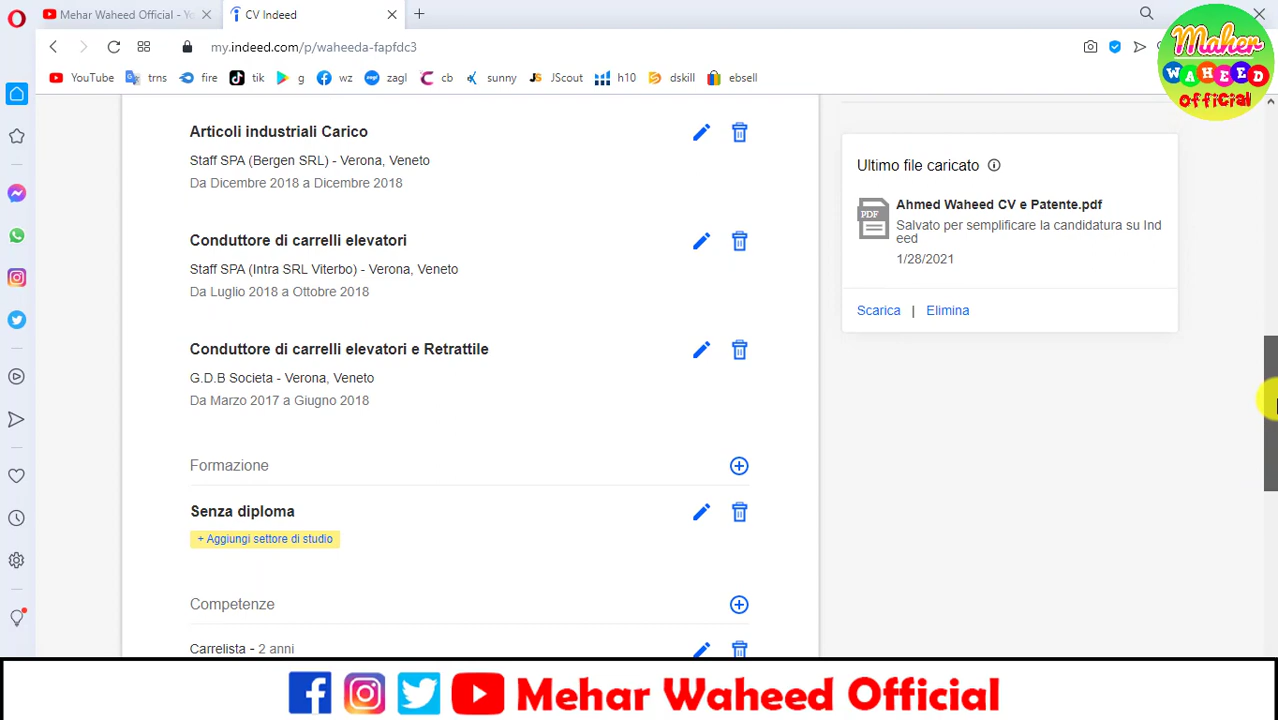 Mehar Waheed Official - Yo
CV Indeed
my.indeed.com/p/waheeda-fapfdc3
YouTube trns fire tik g wz zagl cb sunny JScout h10 dskill ebsell
Maher
WAHEED
Official
Articoli industriali Carico
Staff SPA (Bergen SRL) - Verona, Veneto
Da Dicembre 2018 a Dicembre 2018
Conduttore di carrelli elevatori
Staff SPA (Intra SRL Viterbo) - Verona, Veneto
Da Luglio 2018 a Ottobre 2018
Conduttore di carrelli elevatori e Retrattile
G.D.B Societa - Verona, Veneto
Da Marzo 2017 a Giugno 2018
Formazione
Senza diploma
+ Aggiungi settore di studio
Competenze
Carrelista - 2 anni
Ultimo file caricato
PDF
Ahmed Waheed CV e Patente.pdf
Salvato per semplificare la candidatura su Ind
eed
1/28/2021
Scarica | Elimina
Mehar Waheed Official